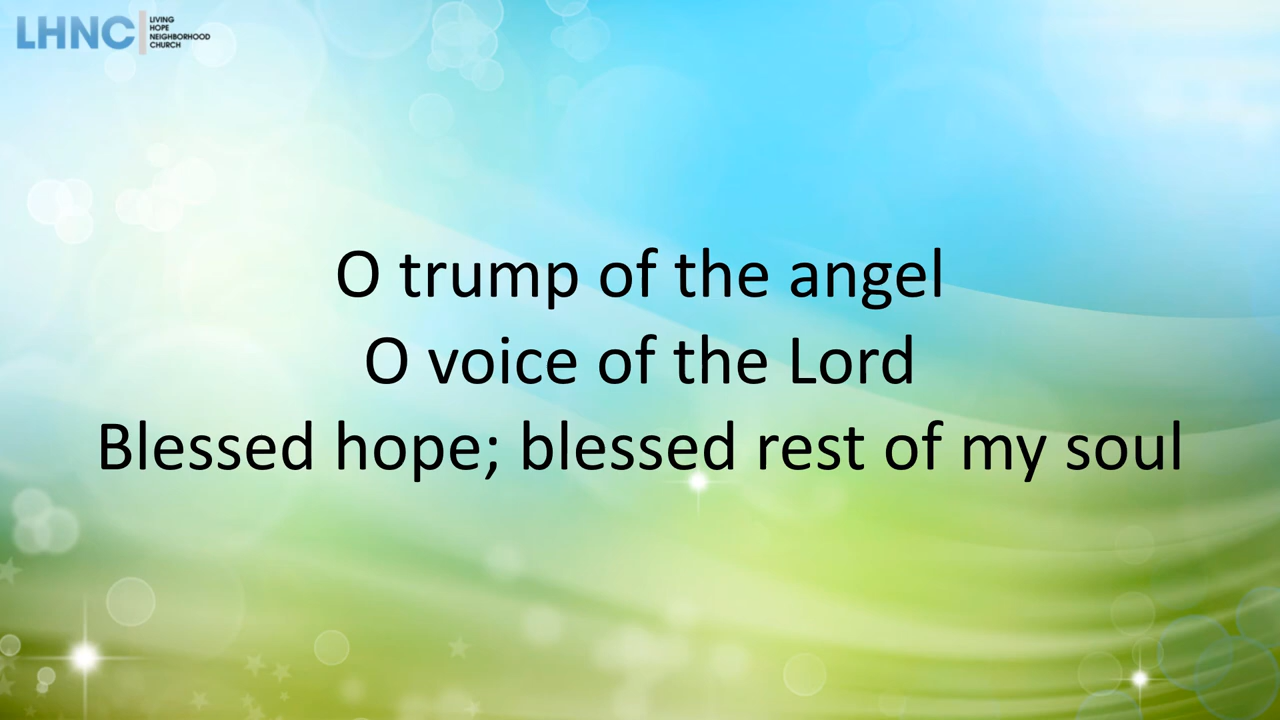 LHNC
LIVING
HOPE
NEIGHBORHOOD
CHURCH
O trump of the angel
O voice of the Lord
Blessed hope; blessed rest of my soul